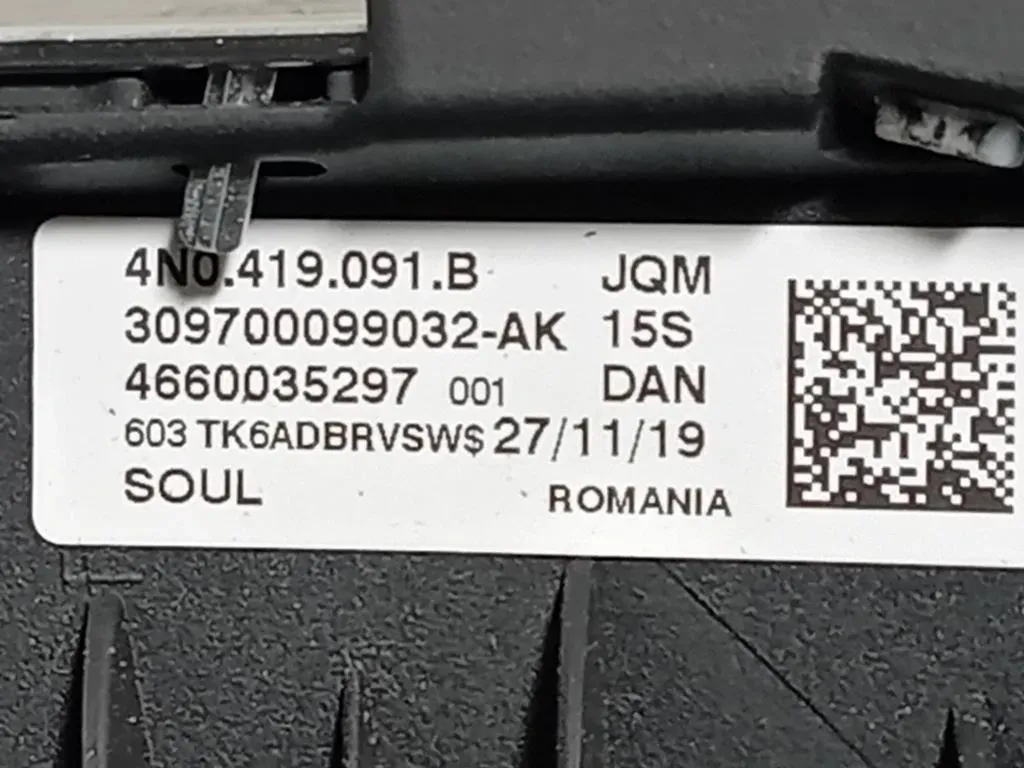 4N0.419.091.B JQM
309700099032-AK 15S
4660035297 001 DAN
603 TK6ADBRVSW$ 27/11/19
SOUL ROMANIA